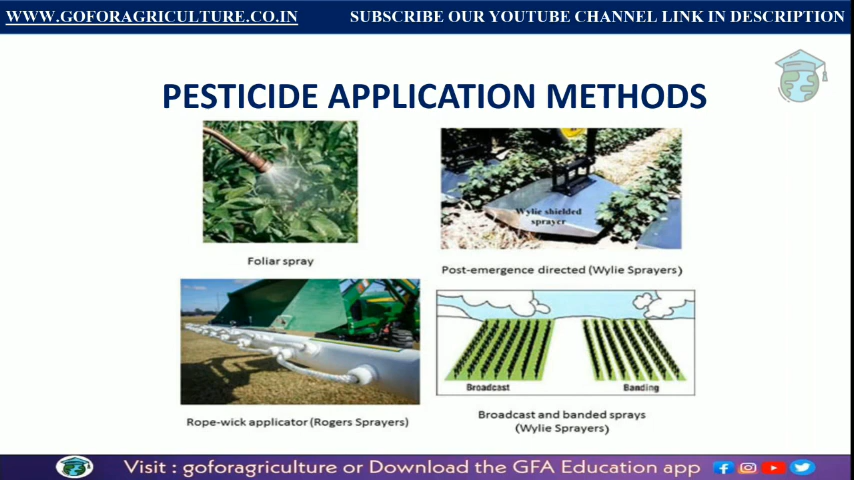 WWW.GOFORAGRICULTURE.CO.IN SUBSCRIBE OUR YOUTUBE CHANNEL LINK IN DESCRIPTION
PESTICIDE APPLICATION METHODS
Wylie shielded
sprayer
Foliar spray
Post-emergence directed (Wylie Sprayers)
Broadcast Banding
Rope-wick applicator (Rogers Sprayers)
Broadcast and banded sprays
(Wylie Sprayers)
Visit : goforagriculture or Download the GFA Education app